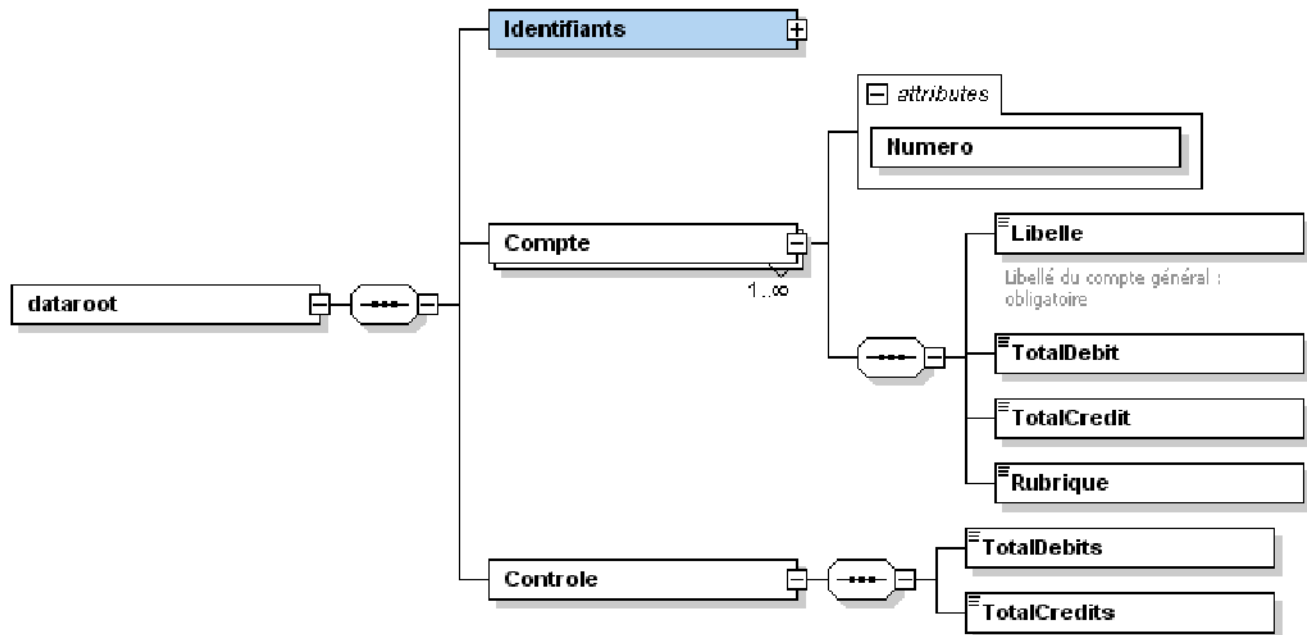 Identifiants
attributes
Numero
Compte
1..∞
Libelle
Libellé du compte général :
obligatoire
dataroot
TotalDebit
TotalCredit
Rubrique
TotalDebits
Controle
TotalCredits